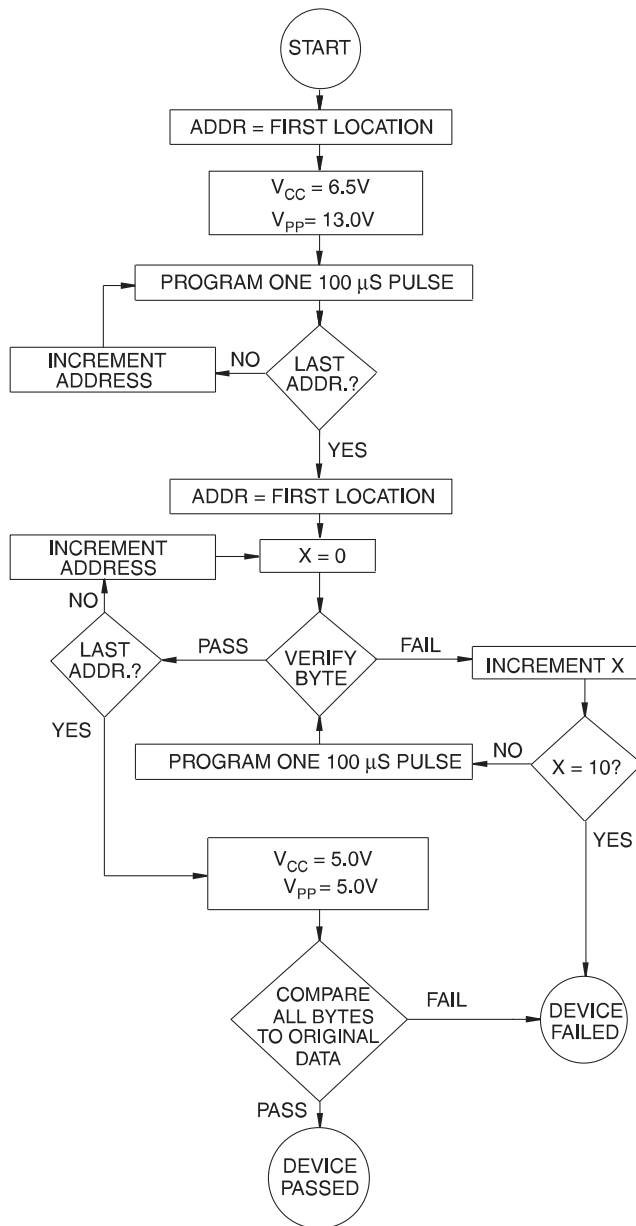 START
ADDR = FIRST LOCATION
VCC = 6.5V
VPP= 13.0V
PROGRAM ONE 100 µS PULSE
INCREMENT
ADDRESS
NO
LAST
ADDR.?
YES
ADDR = FIRST LOCATION
INCREMENT
ADDRESS
X = 0
NO
LAST
ADDR.?
PASS
VERIFY
BYTE
FAIL
INCREMENT X
YES
PROGRAM ONE 100 µS PULSE
NO
X = 10?
YES
VCC = 5.0V
VPP = 5.0V
COMPARE
ALL BYTES
TO ORIGINAL
DATA
FAIL
DEVICE
FAILED
PASS
DEVICE
PASSED